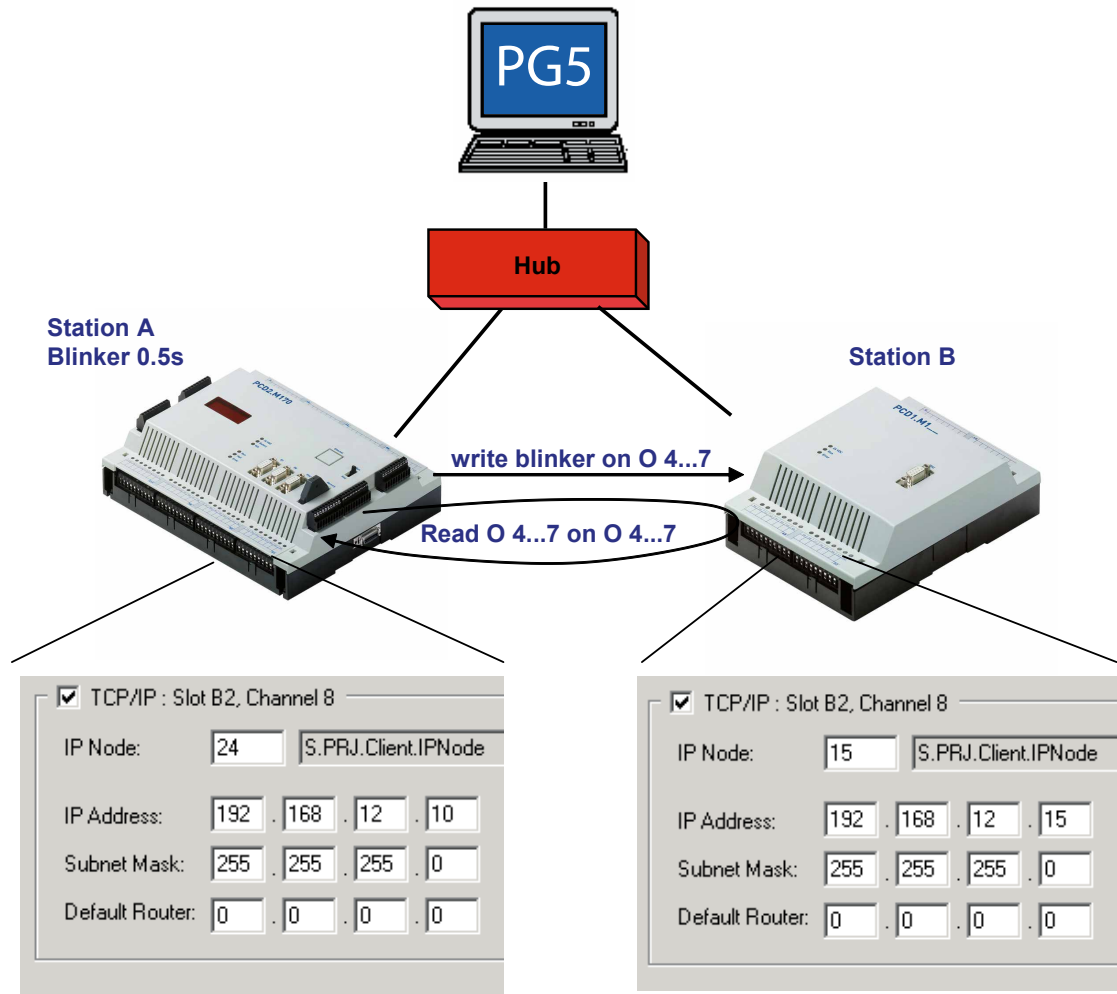 PG5
Hub
Station A
Blinker 0.5s
Station B
PCD2.M170
PCD1.M1
write blinker on O 4...7
Read O 4...7 on O 4...7
TCP/IP : Slot B2, Channel 8
IP Node: 24 S.PRJ.Client.IPNode
IP Address: 192 . 168 . 12 . 10
Subnet Mask: 255 . 255 . 255 . 0
Default Router: 0 . 0 . 0 . 0
TCP/IP : Slot B2, Channel 8
IP Node: 15 S.PRJ.Client.IPNode
IP Address: 192 . 168 . 12 . 15
Subnet Mask: 255 . 255 . 255 . 0
Default Router: 0 . 0 . 0 . 0